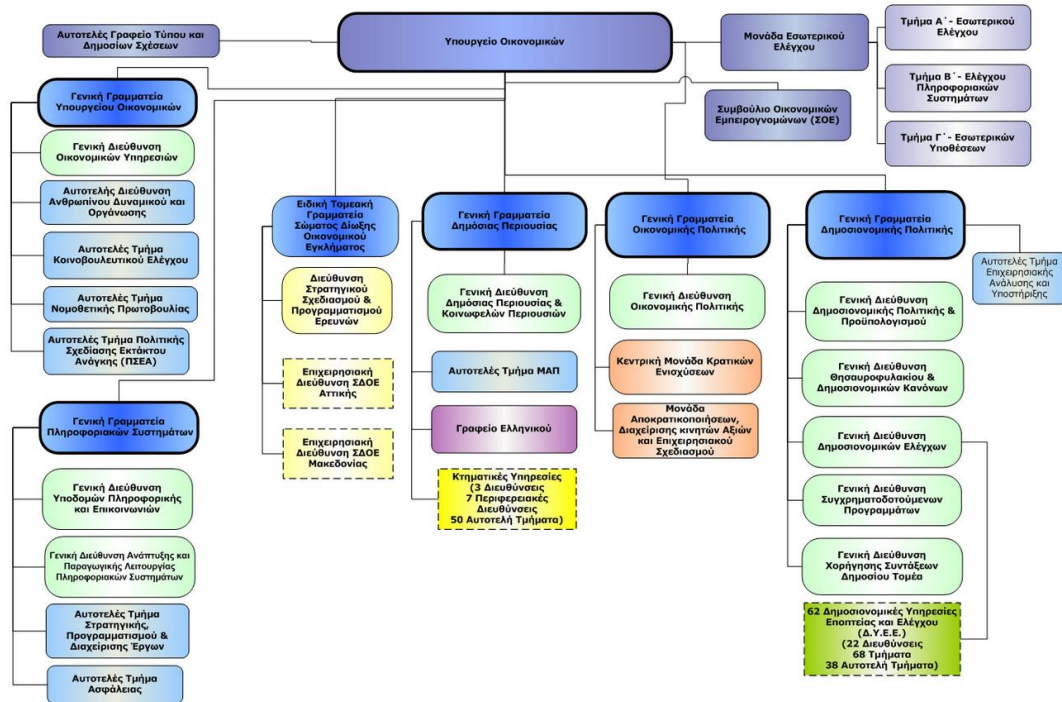 Αυτοτελές Γραφείο Τύπου και
Δημοσίων Σχέσεων
Υπουργείο Οικονομικών
Μονάδα Εσωτερικού
Ελέγχου
Τμήμα Α΄- Εσωτερικού
Ελέγχου
Τμήμα Β΄- Ελέγχου
Πληροφοριακών
Συστημάτων
Τμήμα Γ΄- Εσωτερικών
Υποθέσεων
Συμβούλιο Οικονομικών
Εμπειρογνομώνων (ΣΟΕ)
Γενική Γραμματεία
Υπουργείου Οικονομικών
Γενική Διεύθυνση
Οικονομικών Υπηρεσιών
Αυτοτελής Διεύθυνση
Ανθρωπίνου Δυναμικού και
Οργάνωσης
Αυτοτελές Τμήμα
Κοινοβουλευτικού Ελέγχου
Αυτοτελές Τμήμα
Νομοθετικής Πρωτοβουλίας
Αυτοτελές Τμήμα Πολιτικής
Σχεδίασης Εκτάκτου
Ανάγκης (ΠΣΕΑ)
Γενική Γραμματεία
Πληροφοριακών Συστημάτων
Γενική Διεύθυνση
Υποδομών Πληροφορικής
και Επικοινωνιών
Γενική Διεύθυνση Ανάπτυξης και
Παραγωγικής Λειτουργίας
Πληροφοριακών Συστημάτων
Αυτοτελές Τμήμα
Στρατηγικής,
Προγραμματισμού &
Διαχείρισης Έργων
Αυτοτελές Τμήμα
Ασφάλειας
Ειδική Τομεακή
Γραμματεία
Σώματος Δίωξης
Οικονομικού
Εγκλήματος
Διεύθυνση
Στρατηγικού
Σχεδιασμού &
Προγραμματισμού
Ερευνών
Επιχειρησιακή
Διεύθυνση ΣΔΟΕ
Αττικής
Επιχειρησιακή
Διεύθυνση ΣΔΟΕ
Μακεδονίας
Γενική Γραμματεία
Δημόσιας Περιουσίας
Γενική Διεύθυνση
Δημόσιας Περιουσίας &
Κοινωφελών Περιουσιών
Αυτοτελές Τμήμα ΜΑΠ
Γραφείο Ελληνικού
Κτηματικές Υπηρεσίες
(3 Διευθύνσεις
7 Περιφερειακές
Διευθύνσεις
50 Αυτοτελή Τμήματα)
Γενική Γραμματεία
Οικονομικής Πολιτικής
Γενική Διεύθυνση
Οικονομικής Πολιτικής
Κεντρική Μονάδα Κρατικών
Ενισχύσεων
Μονάδα
Αποκρατικοποιήσεων,
Διαχείρισης κινητών Αξιών
και Επιχειρησιακού
Σχεδιασμού
Γενική Γραμματεία
Δημοσιονομικής Πολιτικής
Αυτοτελές Τμήμα
Επιχειρησιακής
Ανάλυσης και
Υποστήριξης
Γενική Διεύθυνση
Δημοσιονομικής Πολιτικής &
Προϋπολογισμού
Γενική Διεύθυνση
Θησαυροφυλακίου &
Δημοσιονομικών Κανόνων
Γενική Διεύθυνση
Δημοσιονομικών Ελέγχων
Γενική Διεύθυνση
Συγχρηματοδοτούμενων
Προγραμμάτων
Γενική Διεύθυνση
Χορήγησης Συντάξεων
Δημοσίου Τομέα
62 Δημοσιονομικές Υπηρεσίες
Εποπτείας και Ελέγχου
(Δ.Υ.Ε.Ε.)
(22 Διευθύνσεις
68 Τμήματα
38 Αυτοτελή Τμήματα)